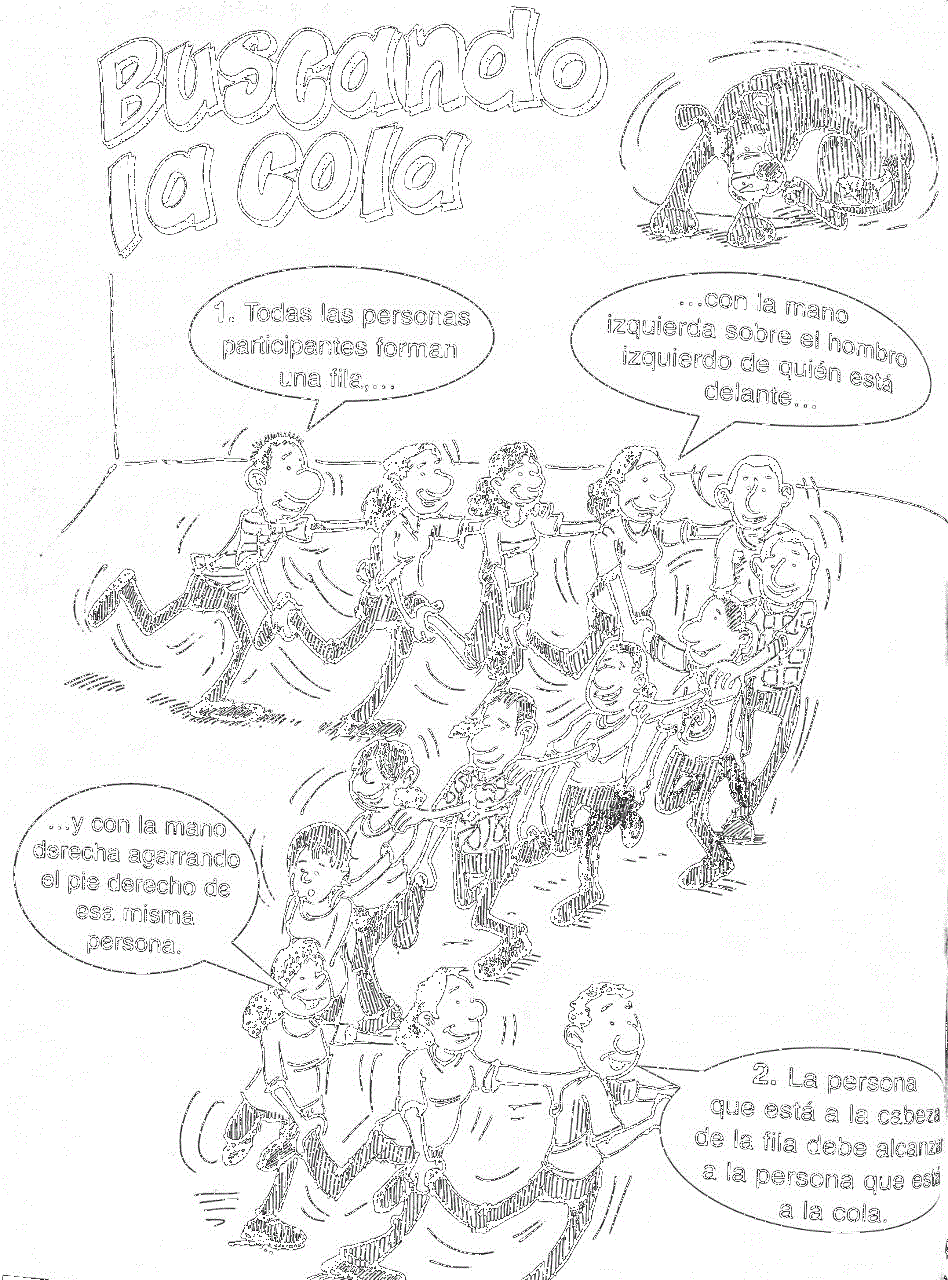 Buscando
la cola
1. Todas las personas
participantes forman
una fila,...
...con la mano
izquierda sobre el hombro
izquierdo de quién está
delante...
...y con la mano
derecha agarrando
el pie derecho de
esa misma
persona.
2. La persona
que está a la cabeza
de la fila debe alcanza
a la persona que está
a la cola.